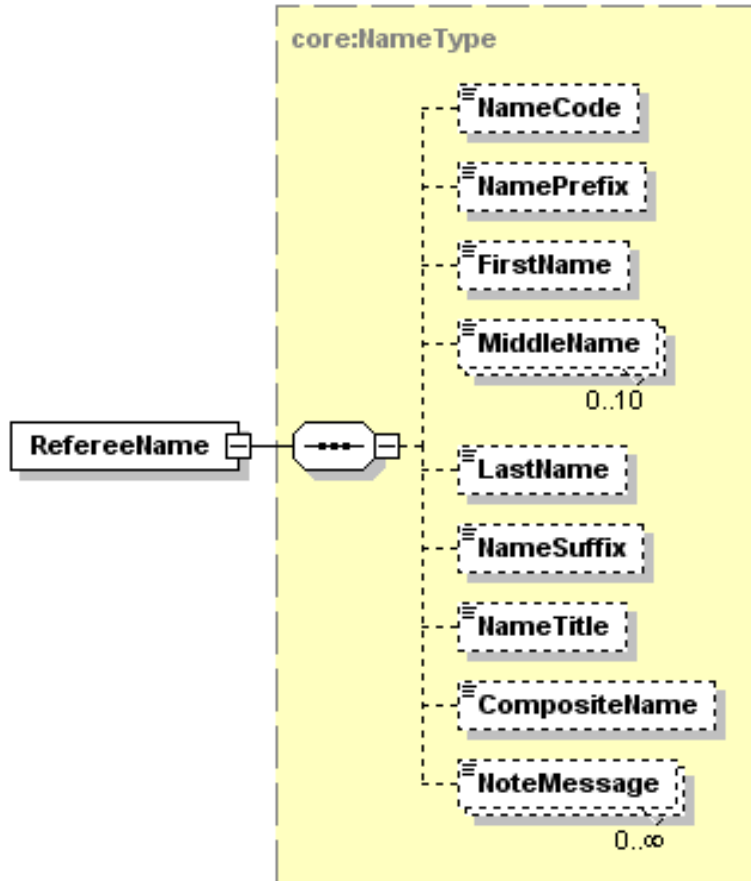 core:NameType
NameCode
NamePrefix
FirstName
MiddleName
0..10
RefereeName
LastName
NameSuffix
NameTitle
CompositeName
NoteMessage
0..∞